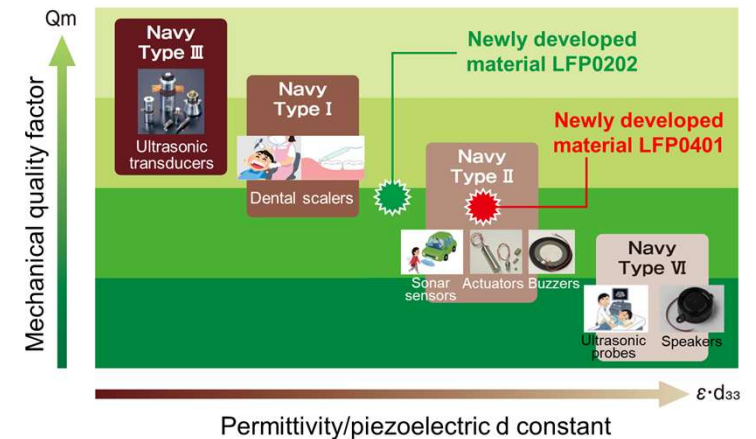 Qm
Mechanical quality factor
Navy
Type Ⅲ
Ultrasonic
transducers
Navy
Type Ⅰ
Dental scalers
Newly developed
material LFP0202
Newly developed
material LFP0401
Navy
Type Ⅱ
Sonar
sensors
Actuators
Buzzers
Navy
Type Ⅵ
Ultrasonic
probes
Speakers
ε·d₃₃
Permittivity/piezoelectric d constant